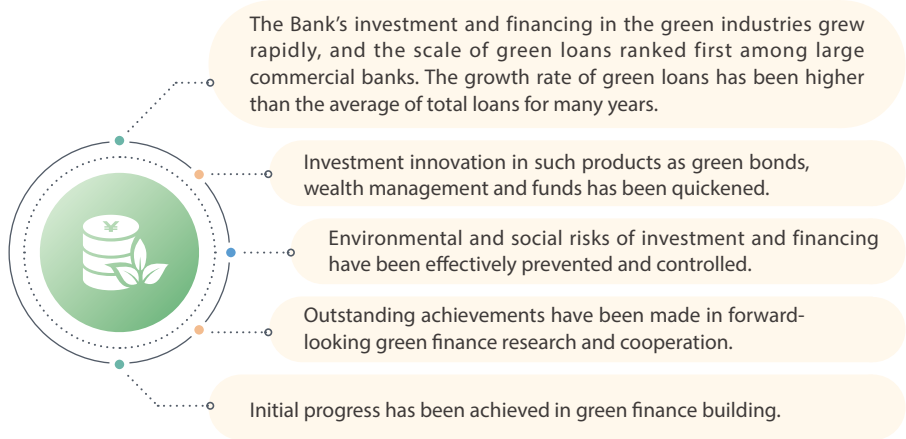 The Bank’s investment and financing in the green industries grew
rapidly, and the scale of green loans ranked first among large
commercial banks. The growth rate of green loans has been higher
than the average of total loans for many years.
Investment innovation in such products as green bonds,
wealth management and funds has been quickened.
Environmental and social risks of investment and financing
have been effectively prevented and controlled.
Outstanding achievements have been made in forward-
looking green finance research and cooperation.
Initial progress has been achieved in green finance building.
¥